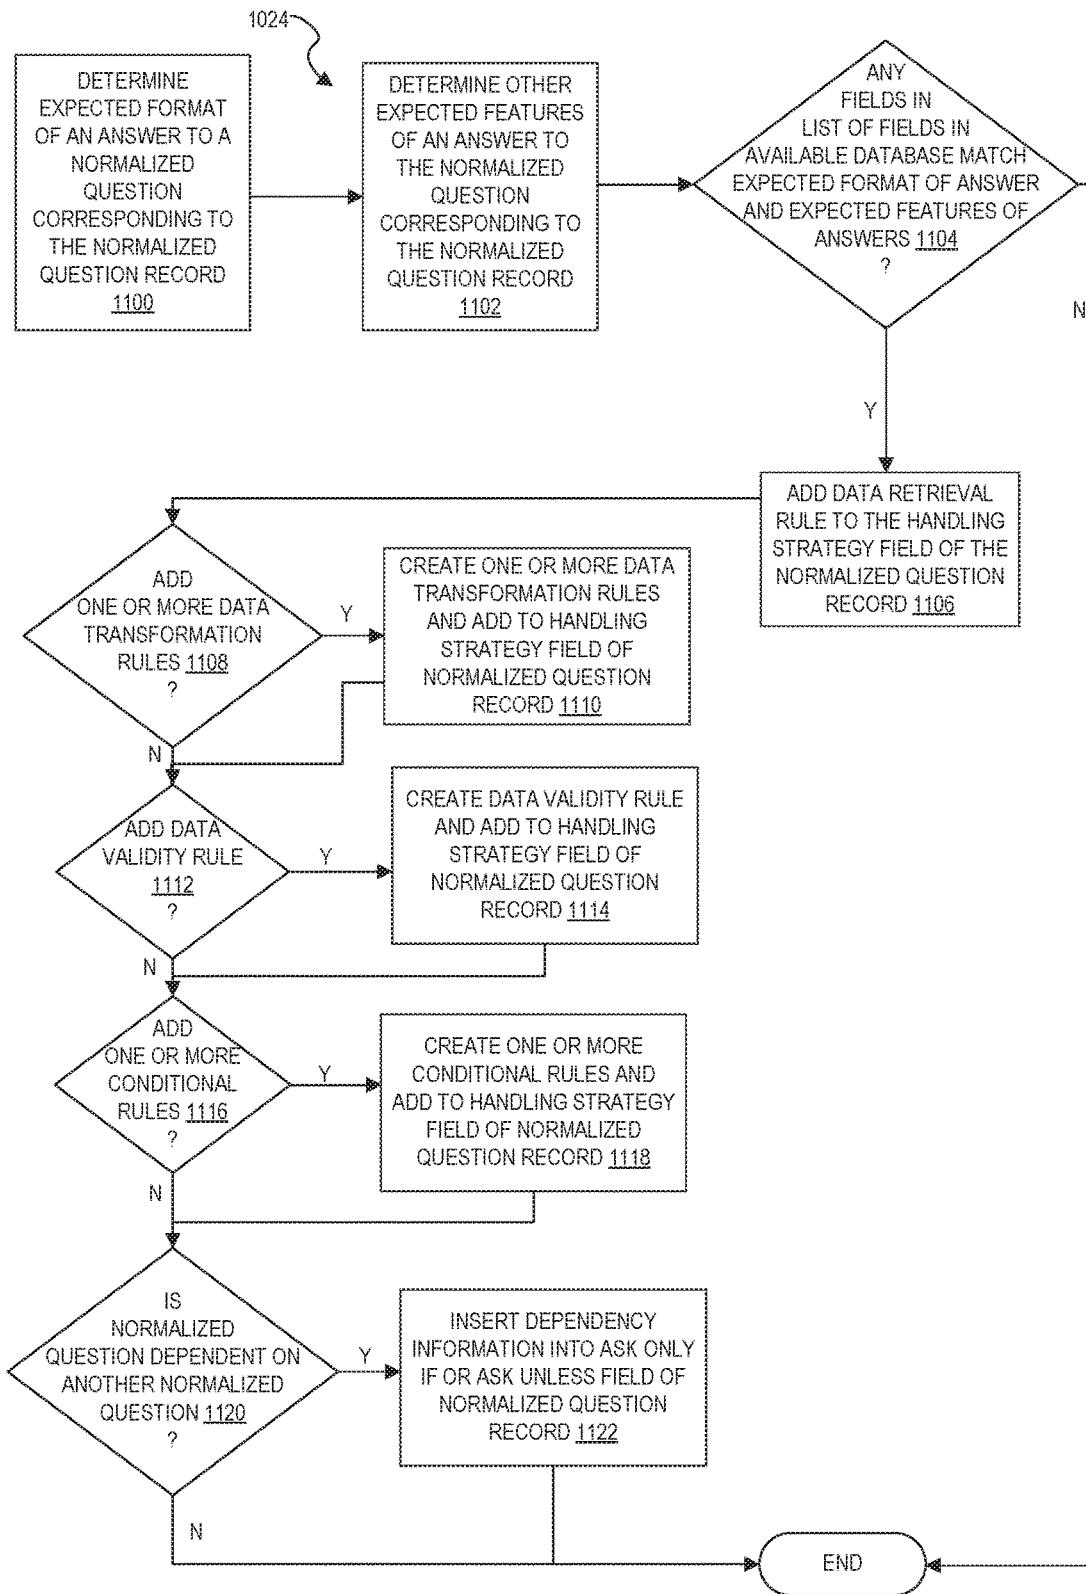 1024
DETERMINE
EXPECTED FORMAT
OF AN ANSWER TO A
NORMALIZED
QUESTION
CORRESPONDING TO
THE NORMALIZED
QUESTION RECORD
1100
DETERMINE OTHER
EXPECTED FEATURES
OF AN ANSWER TO
THE NORMALIZED
QUESTION
CORRESPONDING TO
THE NORMALIZED
QUESTION RECORD
1102
ANY
FIELDS IN
LIST OF FIELDS IN
AVAILABLE DATABASE MATCH
EXPECTED FORMAT OF ANSWER
AND EXPECTED FEATURES OF
ANSWERS 1104
?
N
Y
ADD DATA RETRIEVAL
RULE TO THE HANDLING
STRATEGY FIELD OF THE
NORMALIZED QUESTION
RECORD 1106
ADD
ONE OR MORE DATA
TRANSFORMATION
RULES 1108
?
Y
CREATE ONE OR MORE DATA
TRANSFORMATION RULES
AND ADD TO HANDLING
STRATEGY FIELD OF
NORMALIZED QUESTION
RECORD 1110
N
ADD DATA
VALIDITY RULE
1112
?
Y
CREATE DATA VALIDITY RULE
AND ADD TO HANDLING
STRATEGY FIELD OF
NORMALIZED QUESTION
RECORD 1114
N
ADD
ONE OR MORE
CONDITIONAL
RULES 1116
?
Y
CREATE ONE OR MORE
CONDITIONAL RULES AND
ADD TO HANDLING STRATEGY
FIELD OF NORMALIZED
QUESTION RECORD 1118
N
IS
NORMALIZED
QUESTION DEPENDENT ON
ANOTHER NORMALIZED
QUESTION 1120
?
Y
INSERT DEPENDENCY
INFORMATION INTO ASK ONLY
IF OR ASK UNLESS FIELD OF
NORMALIZED QUESTION
RECORD 1122
N
END